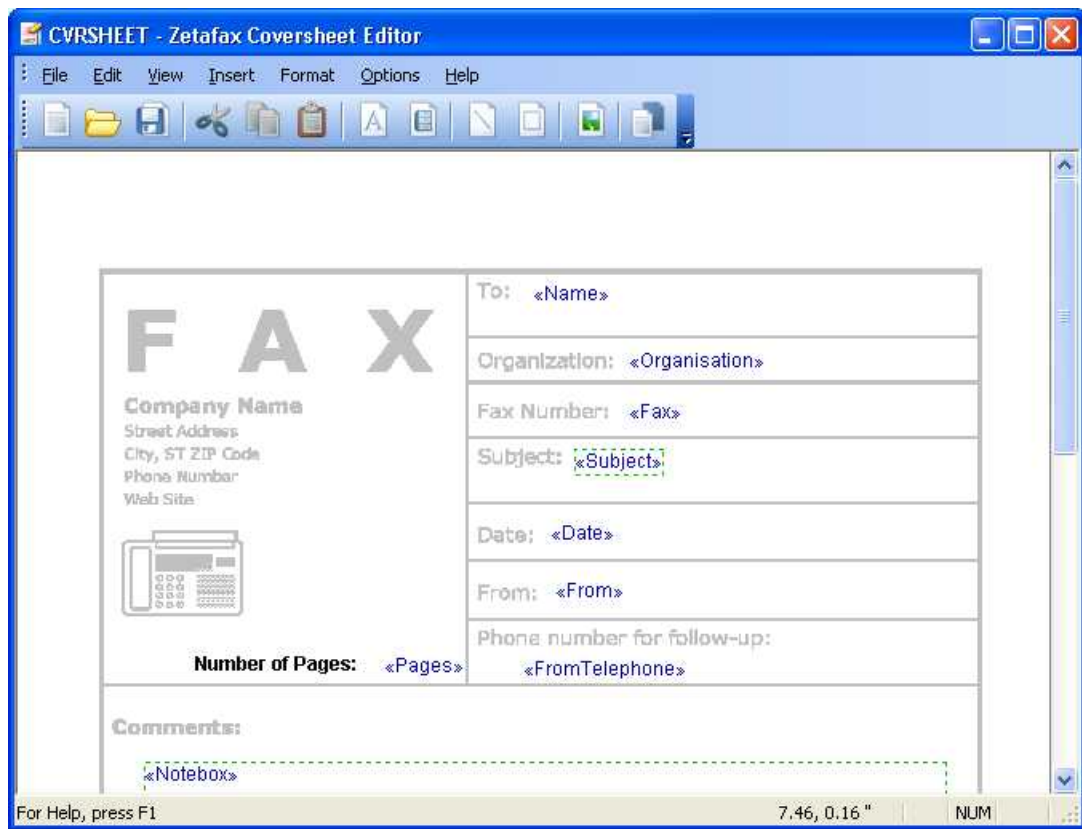 CVRSHEET - Zetafax Coversheet Editor
File Edit View Insert Format Options Help
F A X
Company Name
Street Address
City, ST ZIP Code
Phone Number
Web Site
Number of Pages: «Pages»
To: «Name»
Organization: «Organisation»
Fax Number: «Fax»
Subject: «Subject»
Date: «Date»
From: «From»
Phone number for follow-up:
«FromTelephone»
Comments:
«Notebox»
For Help, press F1 7.46, 0.16 " NUM